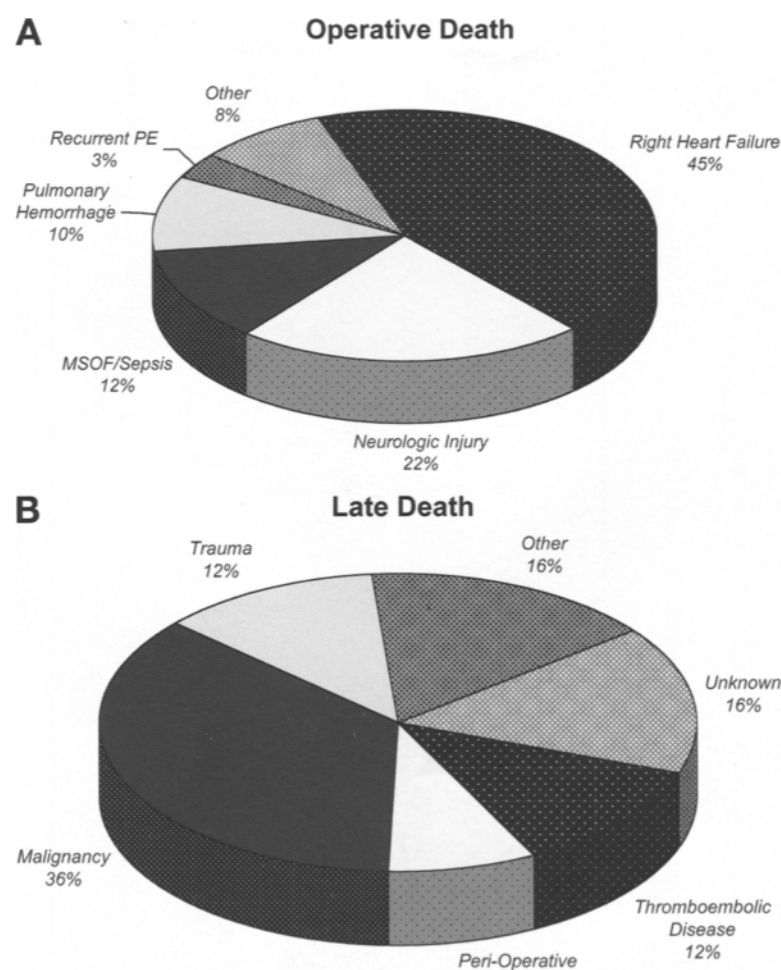 A
Operative Death
Other
8%
Recurrent PE
3%
Pulmonary
Hemorrhage
10%
Right Heart Failure
45%
MSOF/Sepsis
12%
Neurologic Injury
22%
B
Late Death
Trauma
12%
Other
16%
Unknown
16%
Malignancy
36%
Thromboembolic
Disease
12%
Peri-Operative